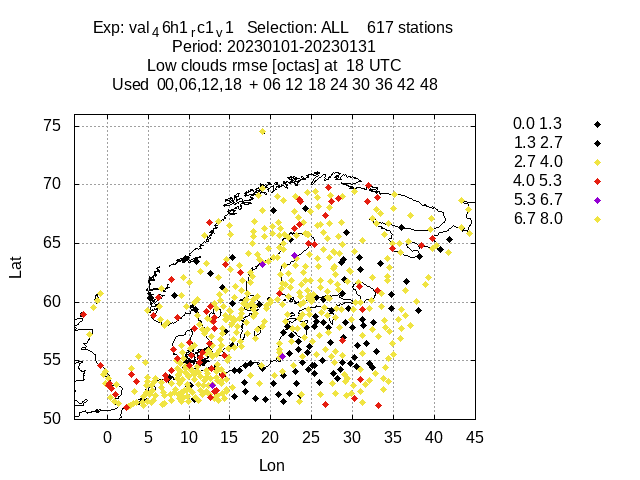 Exp: val4 6h1rc1v1 Selection: ALL 617 stations
Period: 20230101-20230131
Low clouds rmse [octas] at 18 UTC
Used 00,06,12,18 + 06 12 18 24 30 36 42 48
75
70
65
60
55
50
Lat
0 5 10 15 20 25 30 35 40 45
Lon
0.0 1.3
1.3 2.7
2.7 4.0
4.0 5.3
5.3 6.7
6.7 8.0